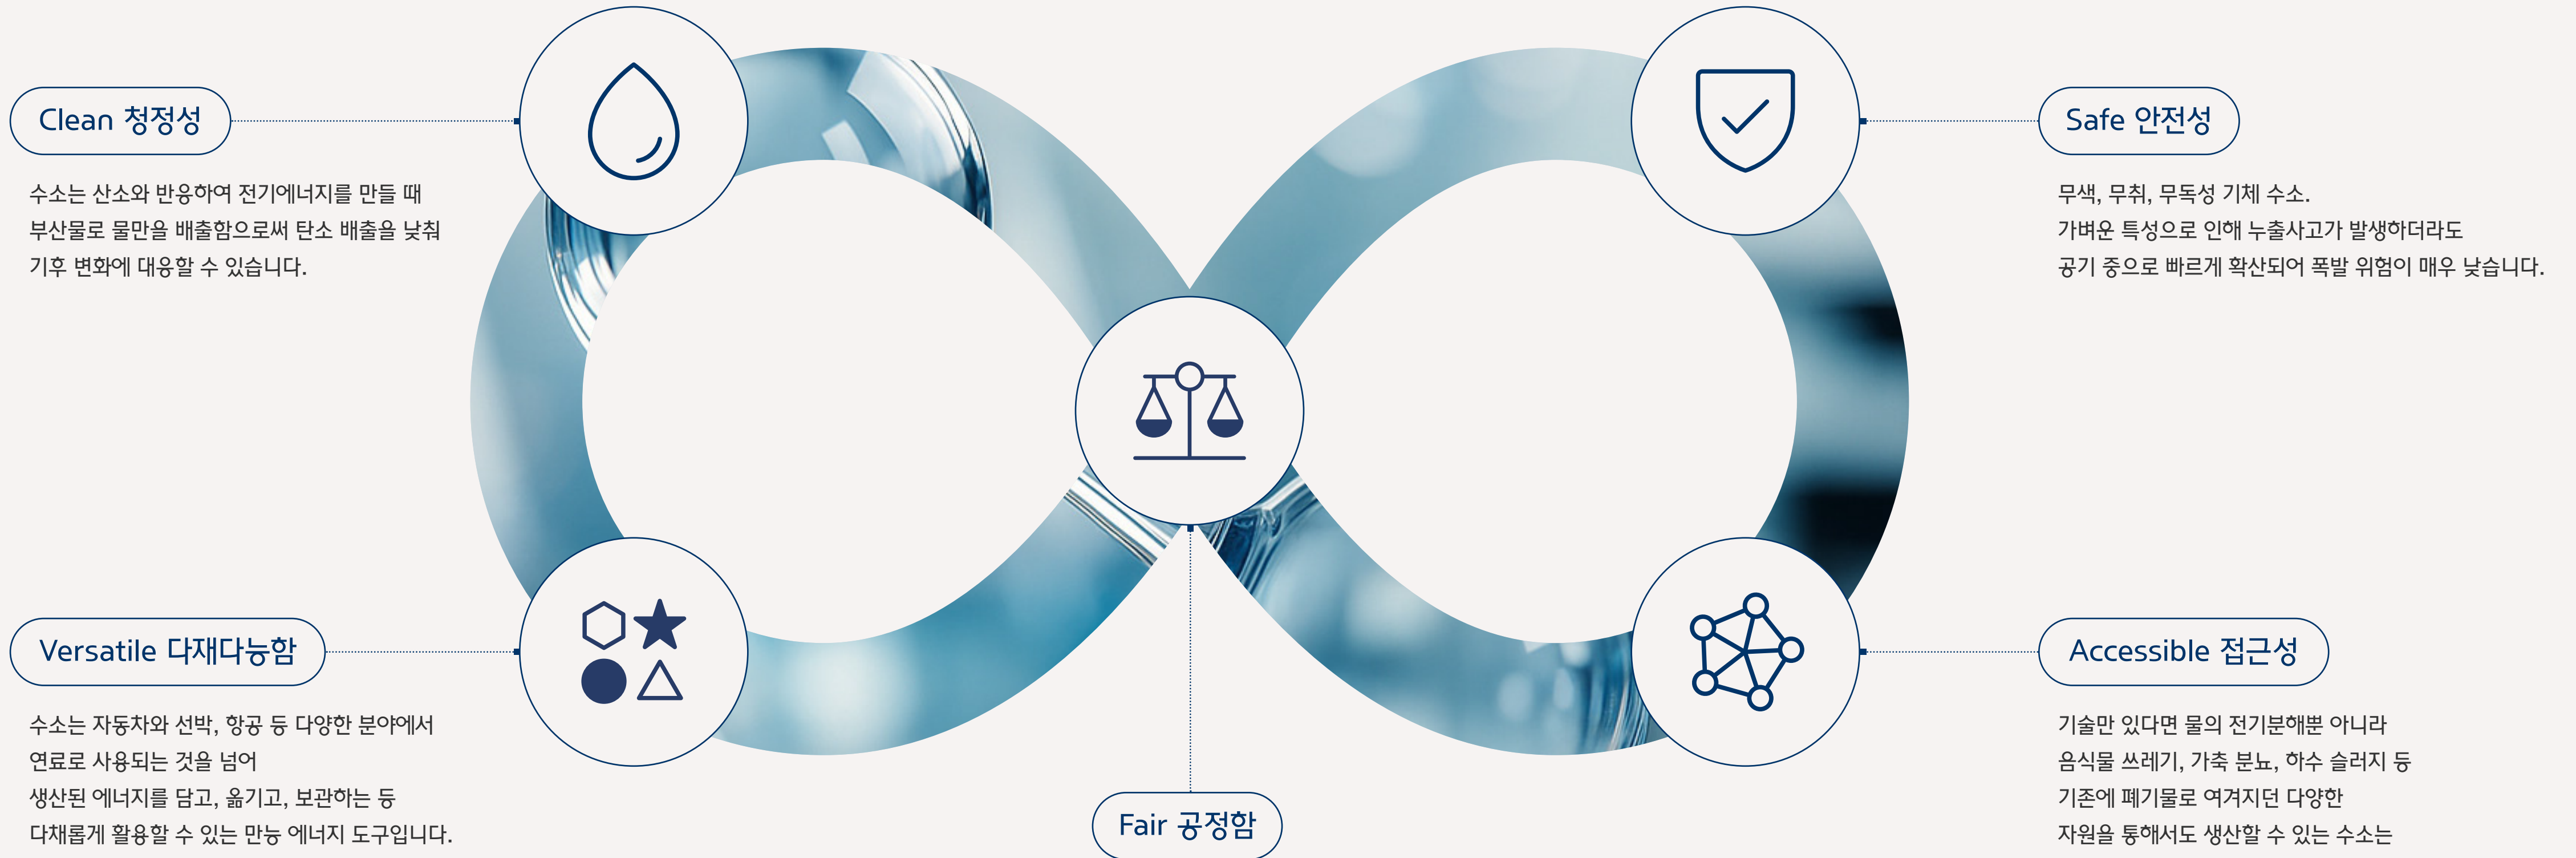 Clean 청정성
수소는 산소와 반응하여 전기에너지를 만들 때
부산물로 물만을 배출함으로써 탄소 배출을 낮춰
기후 변화에 대응할 수 있습니다.
Safe 안전성
무색, 무취, 무독성 기체 수소.
가벼운 특성으로 인해 누출사고가 발생하더라도
공기 중으로 빠르게 확산되어 폭발 위험이 매우 낮습니다.
Versatile 다재다능함
수소는 자동차와 선박, 항공 등 다양한 분야에서
연료로 사용되는 것을 넘어
생산된 에너지를 담고, 옮기고, 보관하는 등
다채롭게 활용할 수 있는 만능 에너지 도구입니다.
Fair 공정함
Accessible 접근성
기술만 있다면 물의 전기분해뿐 아니라
음식물 쓰레기, 가축 분뇨, 하수 슬러지 등
기존에 폐기물로 여겨지던 다양한
자원을 통해서도 생산할 수 있는 수소는